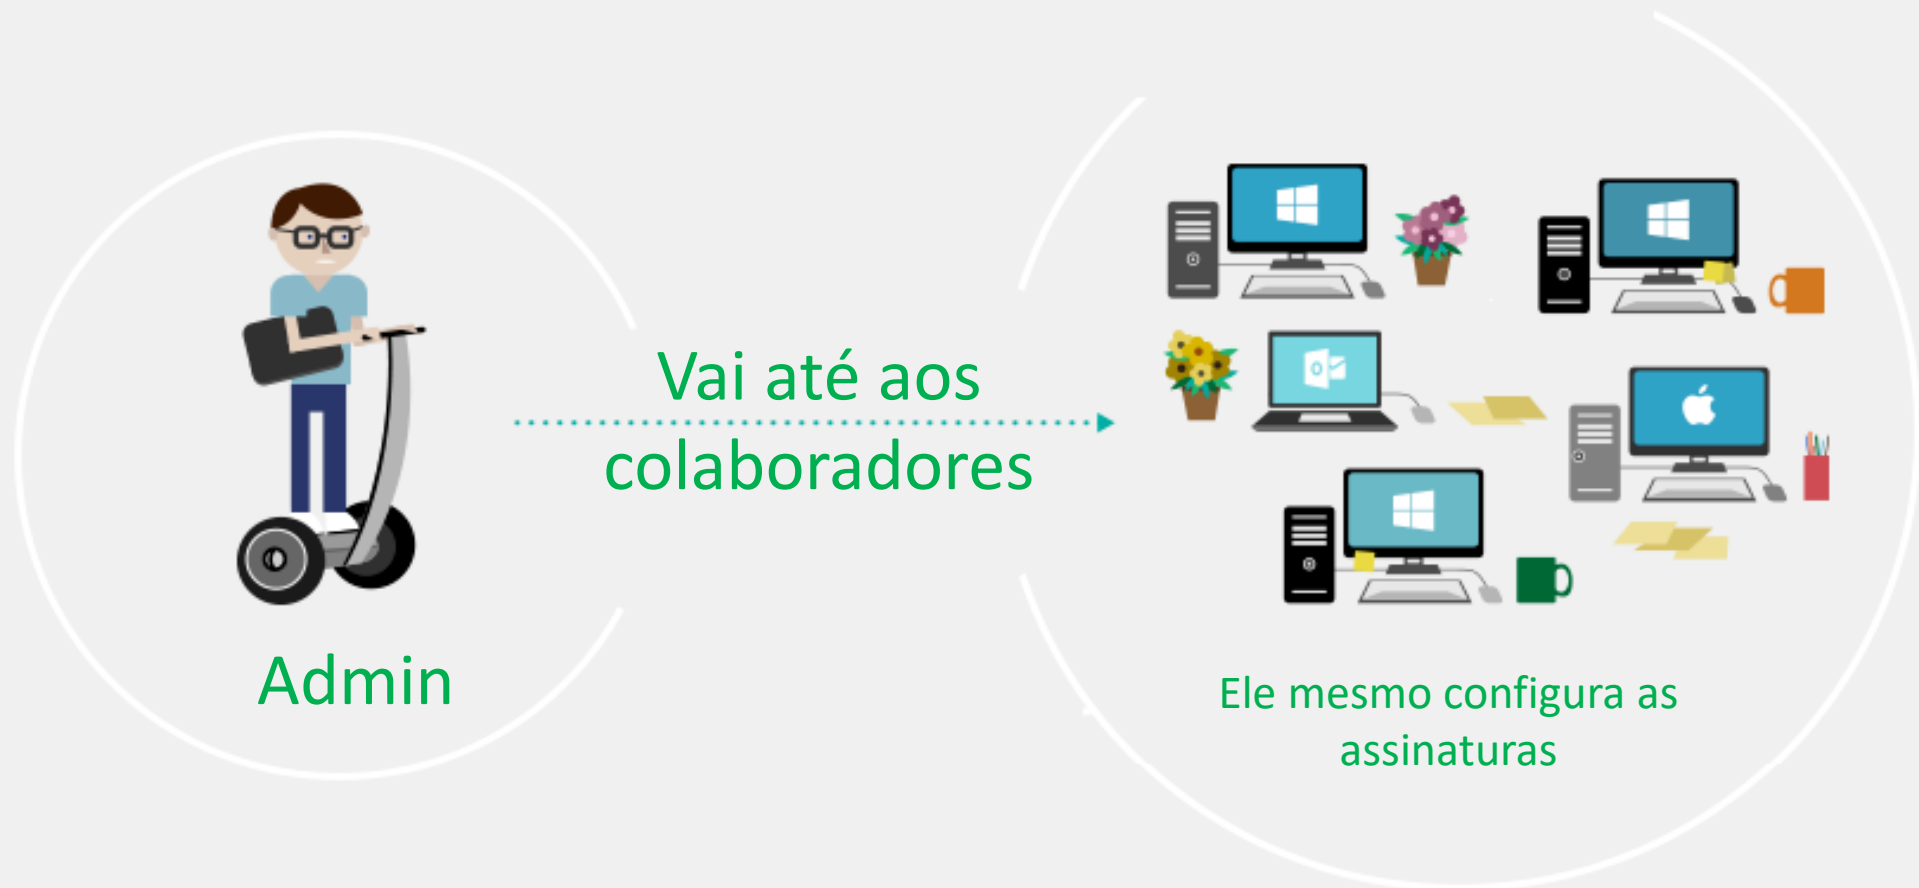 Vai até aos
colaboradores
Admin
Ele mesmo configura as
assinaturas